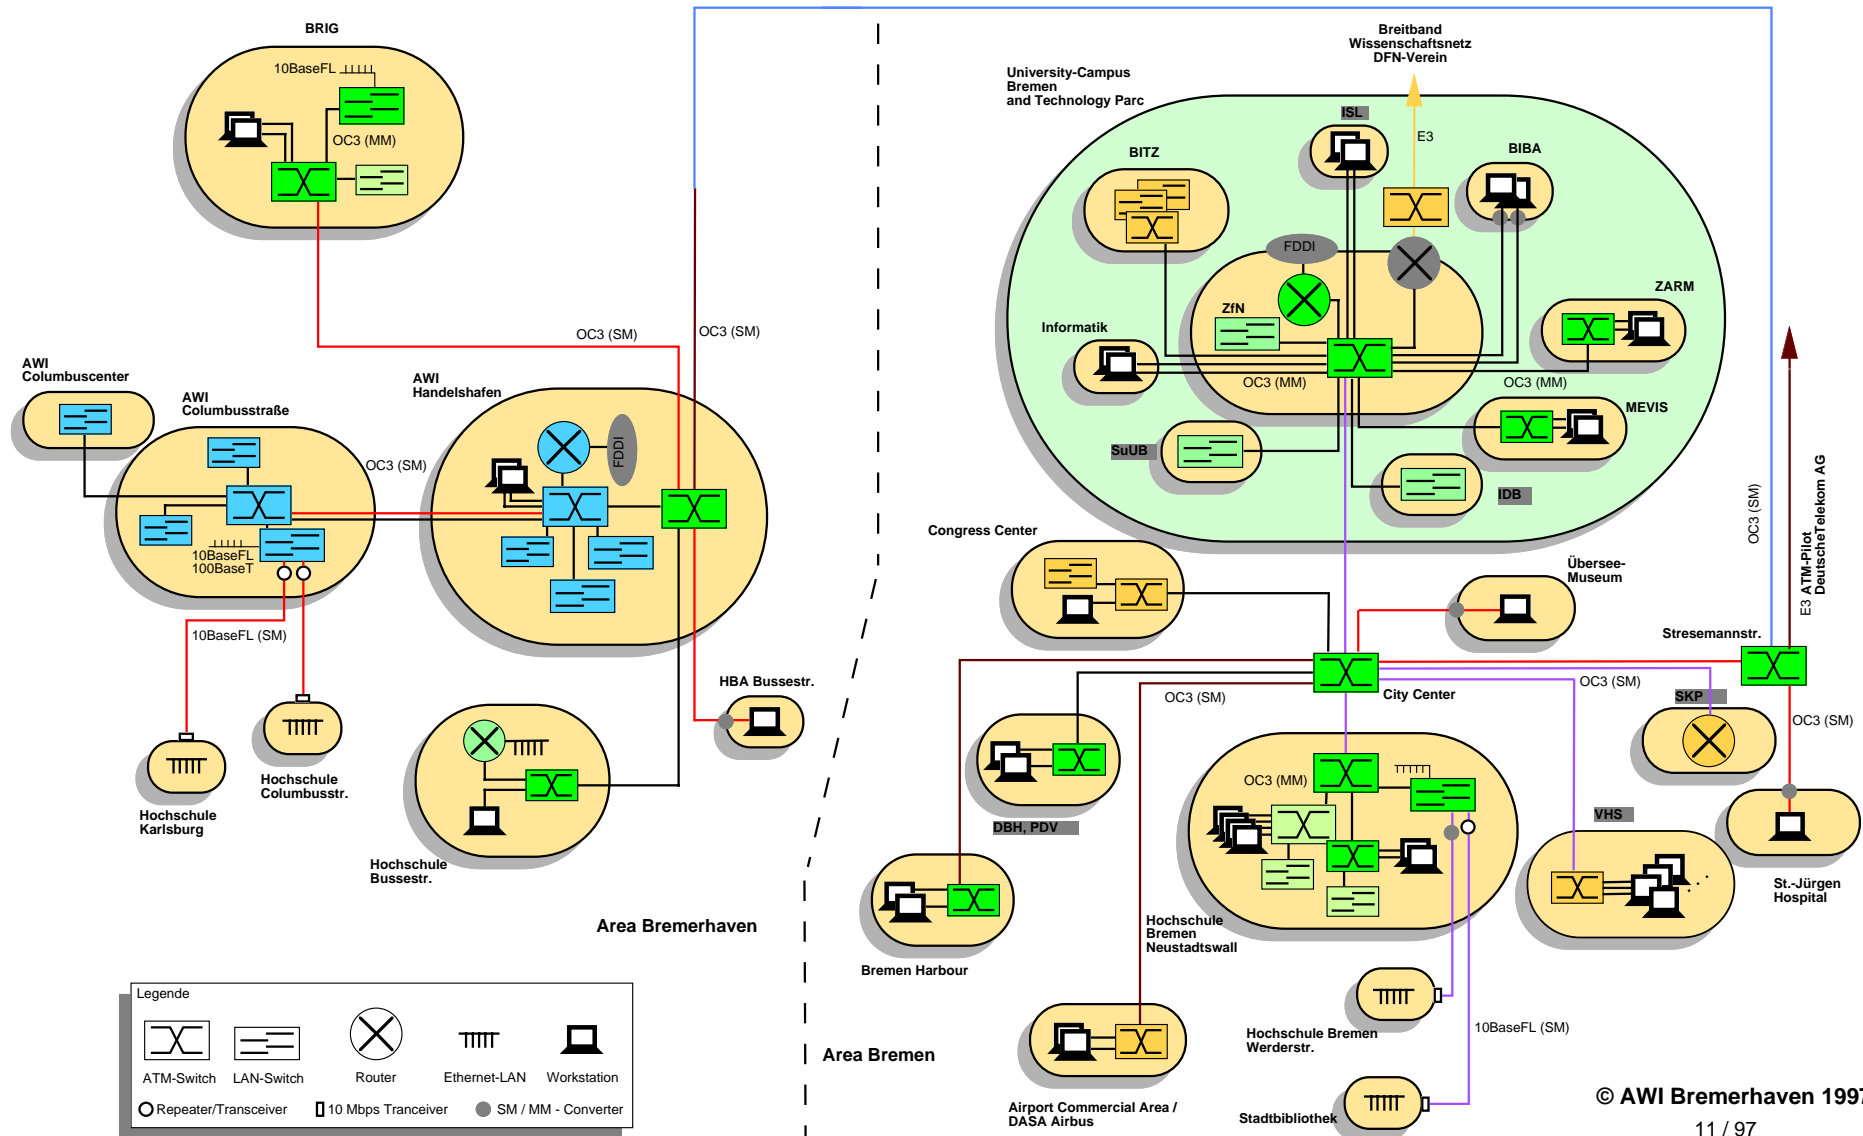 BRIG
10BaseFL
OC3 (MM)
OC3 (SM)
OC3 (SM)
AWI
Columbuscenter
AWI
Columbusstraße
AWI
Handelshafen
OC3 (SM)
FDDI
10BaseFL
100BaseT
10BaseFL (SM)
HBA Bussestr.
Hochschule
Karlsburg
Hochschule
Columbusstr.
Hochschule
Bussestr.
Area Bremerhaven
Breitband
Wissenschaftsnetz
DFN-Verein
University-Campus
Bremen
and Technology Parc
ISL
E3
BITZ
BIBA
FDDI
ZfN
ZARM
Informatik
OC3 (MM)
OC3 (MM)
MEVIS
SuUB
IDB
Congress Center
Übersee-
Museum
OC3 (SM)
E3 ATM-Pilot
DeutscheTelekom AG
Stresemannstr.
OC3 (SM)
City Center
OC3 (SM)
SKP
OC3 (SM)
OC3 (MM)
DBH, PDV
VHS
St.-Jürgen
Hospital
Hochschule
Bremen
Neustadtswall
Bremen Harbour
Hochschule Bremen
Werderstr.
10BaseFL (SM)
Area Bremen
Airport Commercial Area /
DASA Airbus
Stadtbibliothek
Legende
ATM-Switch
LAN-Switch
Router
Ethernet-LAN
Workstation
Repeater/Transceiver
10 Mbps Tranceiver
SM / MM - Converter
© AWI Bremerhaven 1997
11 / 97